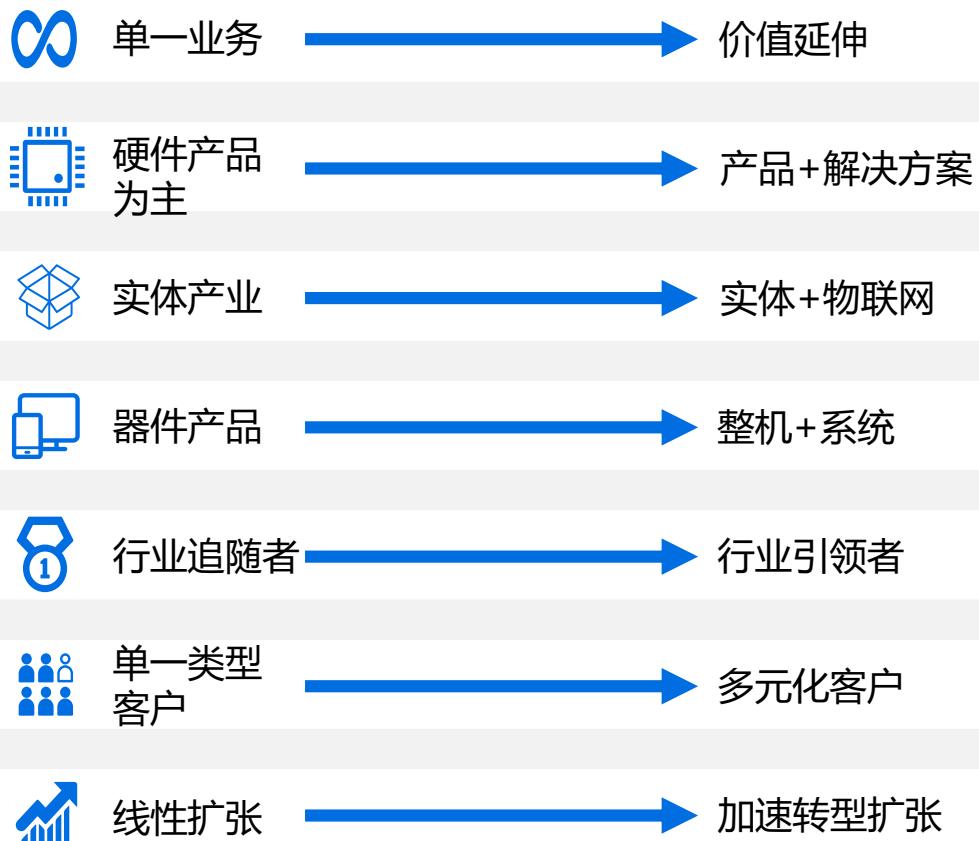 单一业务
价值延伸
硬件产品
为主
产品+解决方案
实体产业
实体+物联网
器件产品
整机+系统
行业追随者
行业引领者
1
单一类型
客户
多元化客户
线性扩张
加速转型扩张